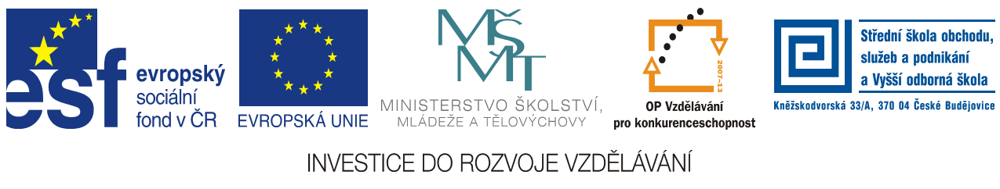 esf
evropský
sociální
fond v ČR
EVROPSKÁ UNIE
MŠMT
MINISTERSTVO ŠKOLSTVÍ,
MLÁDEŽE A TĚLOVÝCHOVY
2007-13
OP Vzdělávání
pro konkurenceschopnost
Střední škola obchodu,
služeb a podnikání
a Vyšší odborná škola
Kněžskodvorská 33/A, 370 04 České Budějovice
INVESTICE DO ROZVOJE VZDĚLÁVÁNÍ